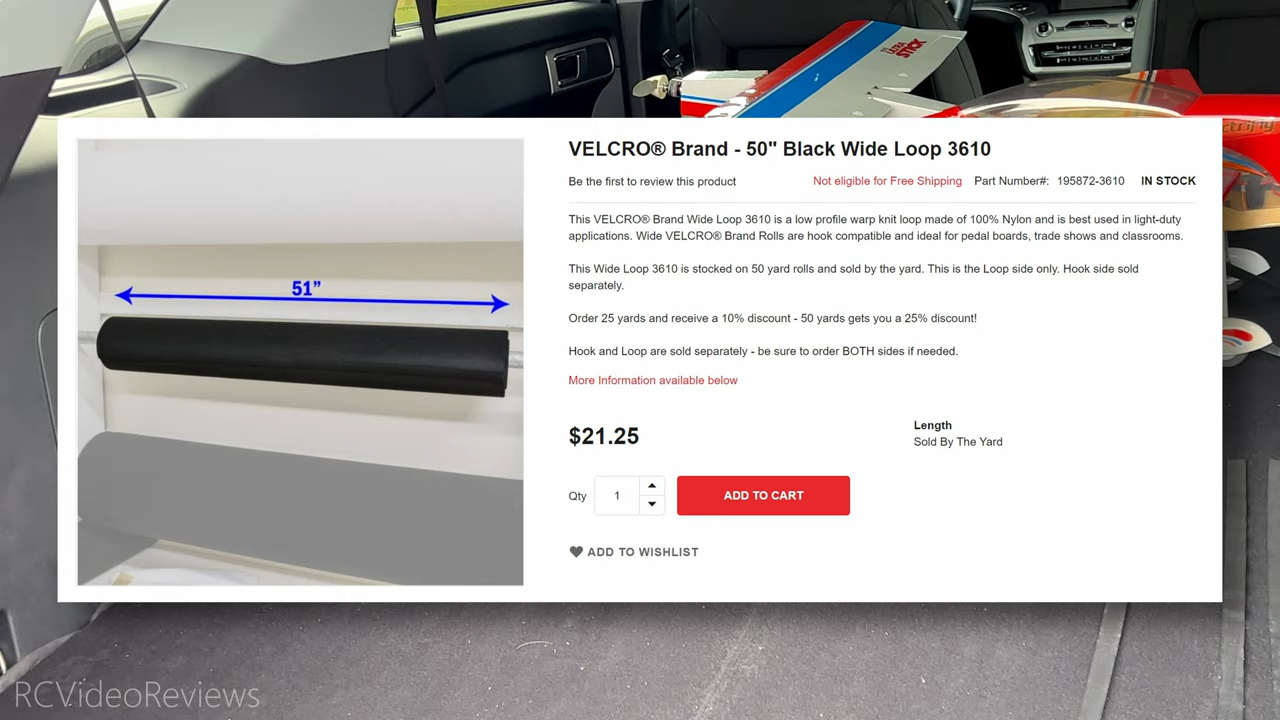 ULTRA
STICK
VELCRO® Brand - 50" Black Wide Loop 3610
Be the first to review this product
Not eligible for Free Shipping
Part Number#: 195872-3610
IN STOCK
This VELCRO® Brand Wide Loop 3610 is a low profile warp knit loop made of 100% Nylon and is best used in light-duty
applications. Wide VELCRO® Brand Rolls are hook compatible and ideal for pedal boards, trade shows and classrooms.
This Wide Loop 3610 is stocked on 50 yard rolls and sold by the yard. This is the Loop side only. Hook side sold
separately.
51”
Order 25 yards and receive a 10% discount - 50 yards gets you a 25% discount!
Hook and Loop are sold separately - be sure to order BOTH sides if needed.
More Information available below
$21.25
Length
Sold By The Yard
Qty
1
ADD TO CART
ADD TO WISHLIST
RCVideoReviews